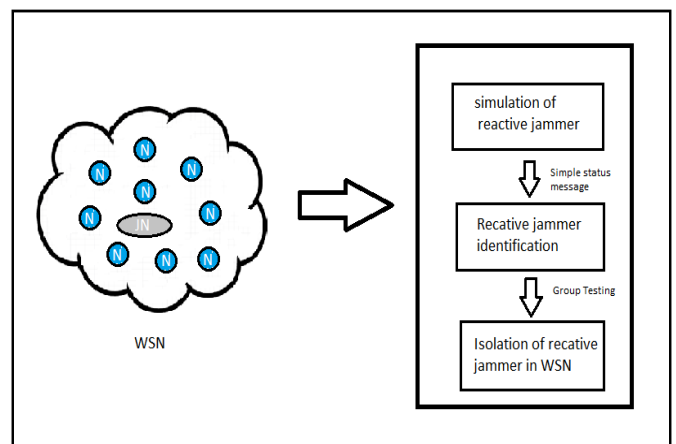 N
N
N
N
N
N
JN
N
N
N
WSN
simulation of
reactive jammer
Simple status
message
Recative jammer
identification
Group Testing
Isolation of recative
jammer in WSN